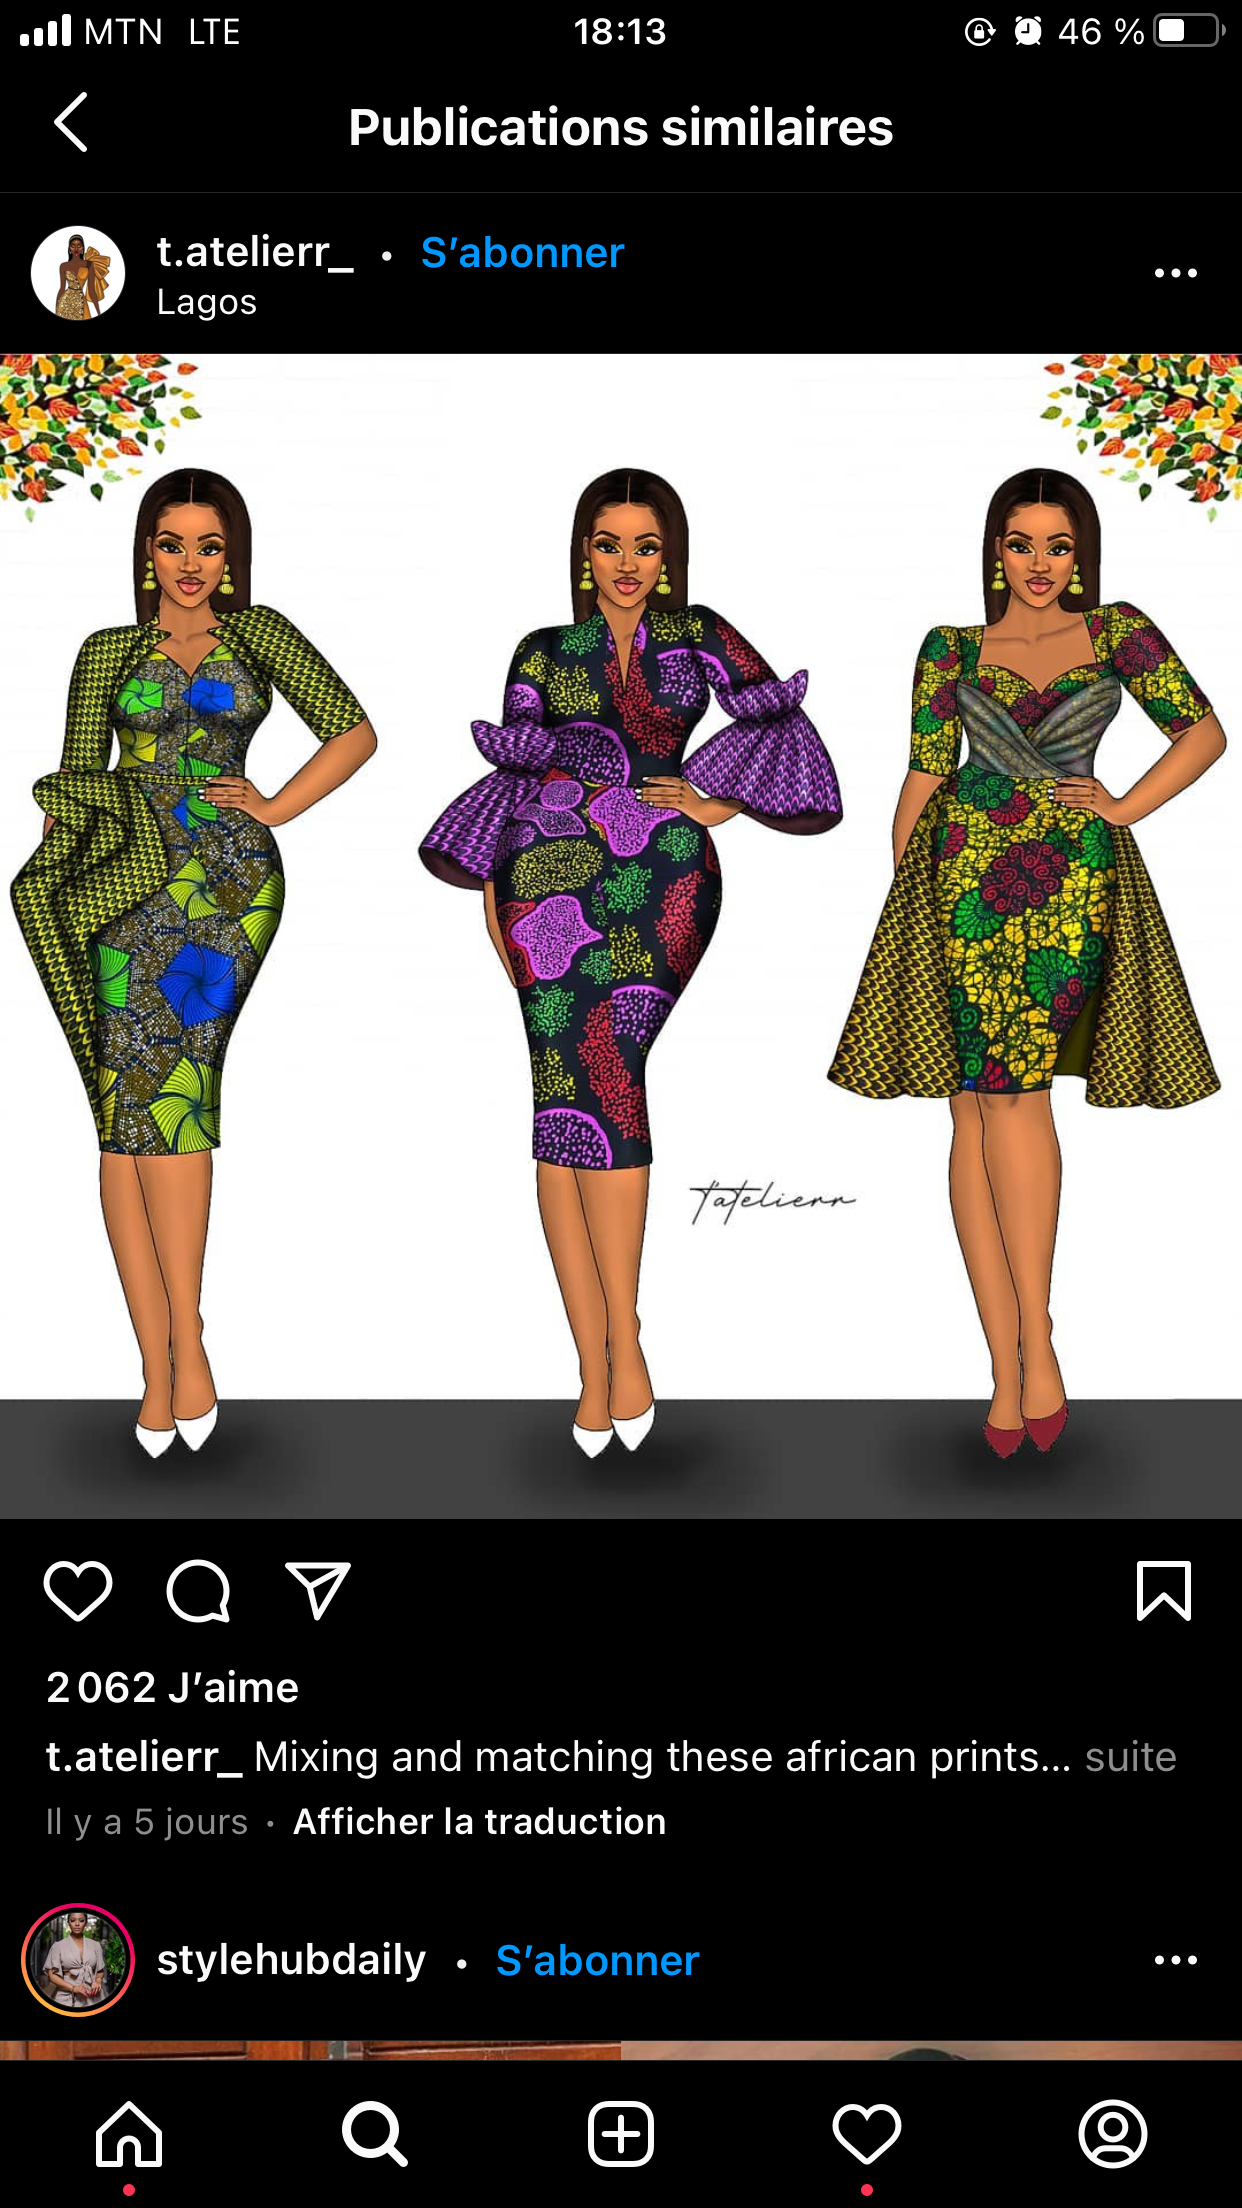 MTN LTE 18:13 46 %
Publications similaires
t.atelierr_ • S’abonner
Lagos
T'atelierr
2 062 J’aime
t.atelierr_ Mixing and matching these african prints... suite
Il y a 5 jours · Afficher la traduction
stylehubdaily • S’abonner